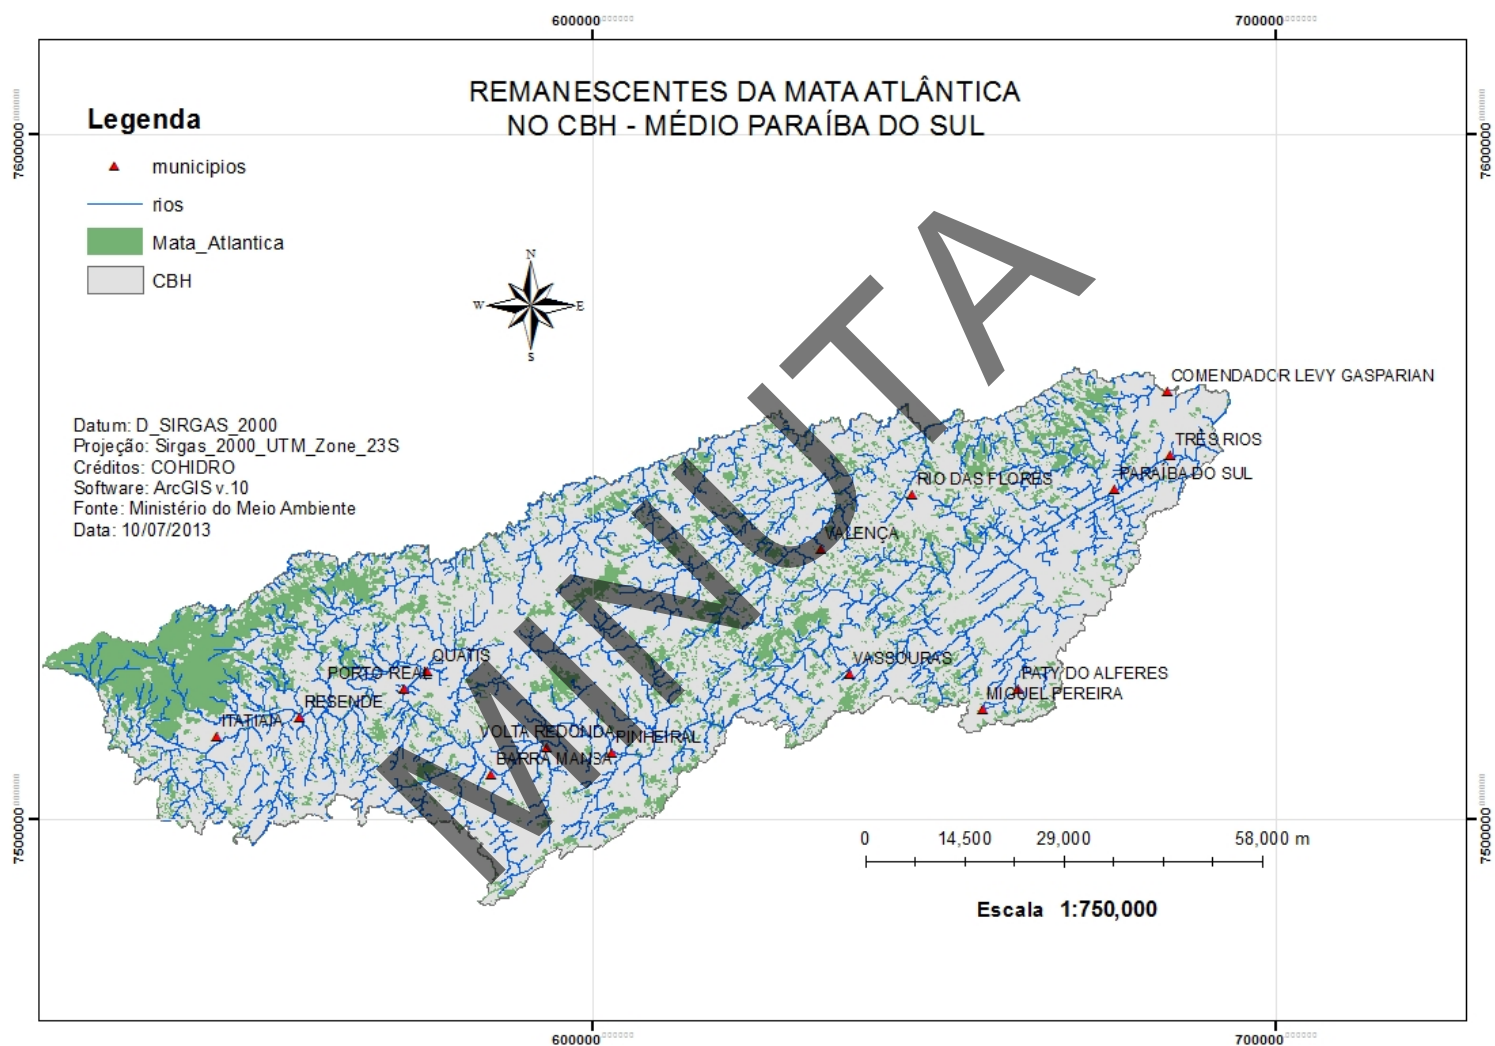 600000
700000
REMANESCENTES DA MATA ATLÂNTICA
NO CBH - MÉDIO PARAÍBA DO SUL
Legenda
municipios
rios
Mata_Atlantica
CBH
7600000
7600000
N
W
E
S
Datum: D_SIRGAS_2000
Projeção: Sirgas_2000_UTM_Zone_23S
Créditos: COHIDRO
Software: ArcGIS v.10
Fonte: Ministério do Meio Ambiente
Data: 10/07/2013
MINUTA
COMENDADOR LEVY GASPARIAN
TRÊS RIOS
PARAÍBA DO SUL
RIO DAS FLORES
VALENÇA
QUATIS
PORTO REAL
RESENDE
ITATIAIA
VASSOURAS
PATY DO ALFERES
MIGUEL PEREIRA
VOLTA REDONDA
PINHEIRAL
BARRA MANSA
7500000
7500000
0 14,500 29,000 58,000 m
Escala 1:750,000
600000
700000